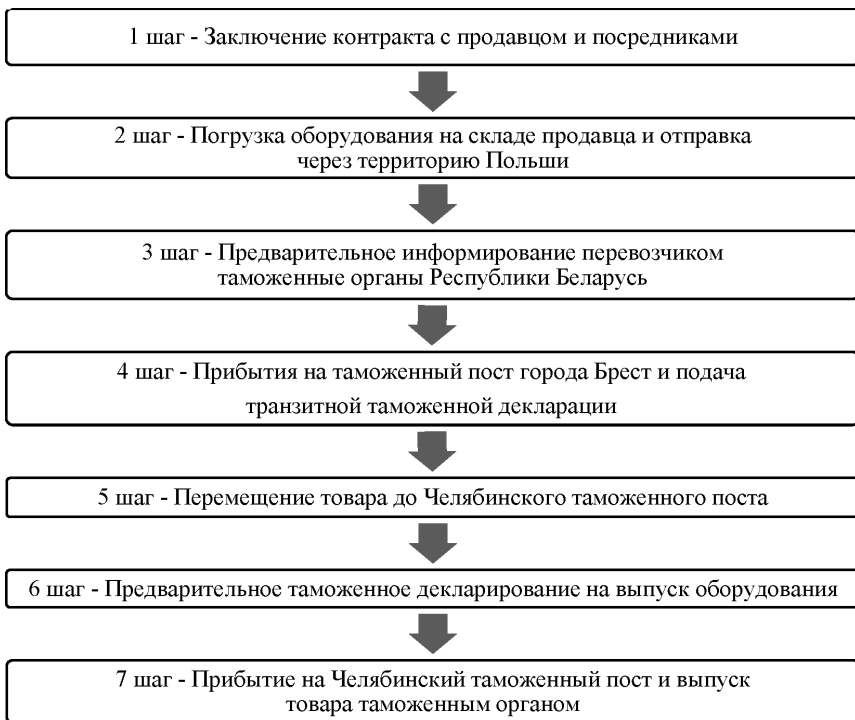 1 шаг - Заключение контракта с продавцом и посредниками
2 шаг - Погрузка оборудования на складе продавца и отправка
через территорию Польши
3 шаг - Предварительное информирование перевозчиком
таможенные органы Республики Беларусь
4 шаг - Прибытия на таможенный пост города Брест и подача
транзитной таможенной декларации
5 шаг - Перемещение товара до Челябинского таможенного поста
6 шаг - Предварительное таможенное декларирование на выпуск оборудования
7 шаг - Прибытие на Челябинский таможенный пост и выпуск
товара таможенным органом